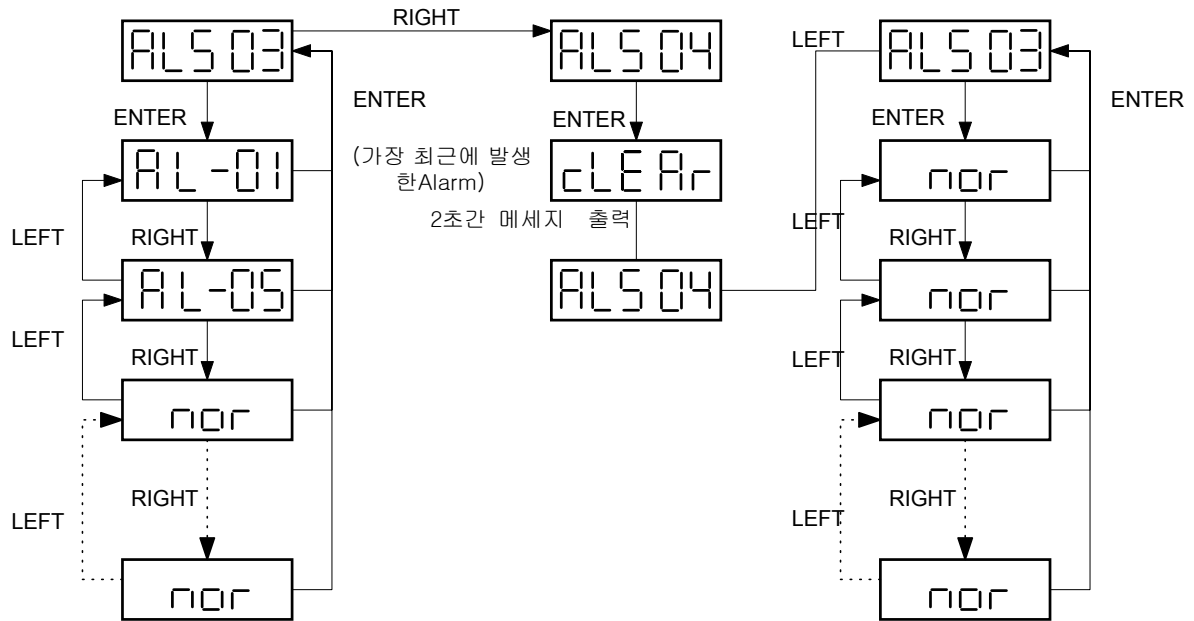 RIGHT
ALS03
ENTER
AL-01
LEFT
RIGHT
AL-05
LEFT
RIGHT
nor
LEFT
RIGHT
nor
ENTER
(가장 최근에 발생
한Alarm)
ALS04
ENTER
cLEAr
2초간 메세지 출력
ALS04
LEFT
ALS03
ENTER
ENTER
nor
LEFT
RIGHT
nor
LEFT
RIGHT
nor
LEFT
RIGHT
nor